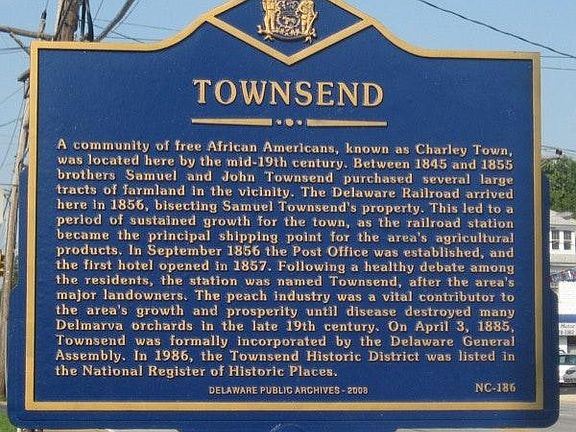 TOWNSEND
A community of free African Americans, known as Charley Town,
was located here by the mid-19th century. Between 1845 and 1855
brothers Samuel and John Townsend purchased several large
tracts of farmland in the vicinity. The Delaware Railroad arrived
here in 1856, bisecting Samuel Townsend's property. This led to a
period of sustained growth for the town, as the railroad station
became the principal shipping point for the area's agricultural
products. In September 1856 the Post Office was established, and
the first hotel opened in 1857. Following a healthy debate among
the residents, the station was named Townsend, after the area's
major landowners. The peach industry was a vital contributor to
the area's growth and prosperity until disease destroyed many
Delmarva orchards in the late 19th century. On April 3, 1885,
Townsend was formally incorporated by the Delaware General
Assembly. In 1986, the Townsend Historic District was listed in
the National Register of Historic Places.
DELAWARE PUBLIC ARCHIVES - 2008 NC-186